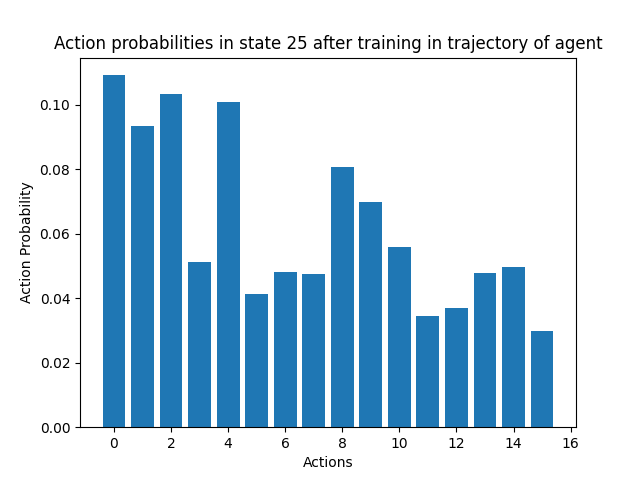 Action probabilities in state 25 after training in trajectory of agent
0.10
0.08
0.06
0.04
0.02
0.00
Action Probability
0 2 4 6 8 10 12 14 16
Actions